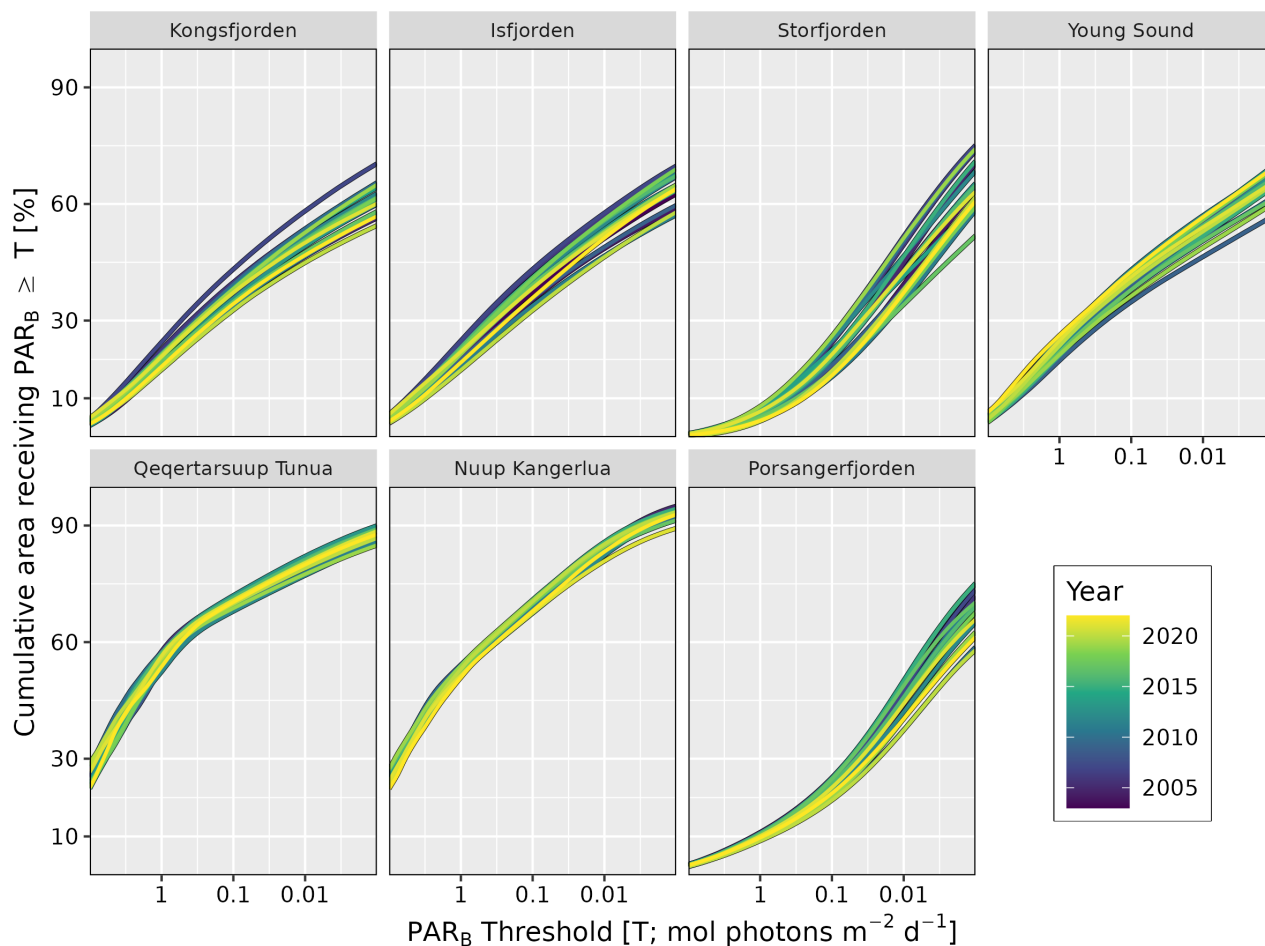 Kongsfjorden Isfjorden Storfjorden Young Sound
90
60
30
10
1 0.1 0.01
Cumulative area receiving PAR_B ≥ T [%]
Qeqertarsuup Tunua Nuup Kangerlua Porsangerfjorden
90
60
30
10
Year
2020
2015
2010
2005
1 0.1 0.01 1 0.1 0.01 1 0.1 0.01
PAR_B Threshold [T; mol photons m⁻² d⁻¹]